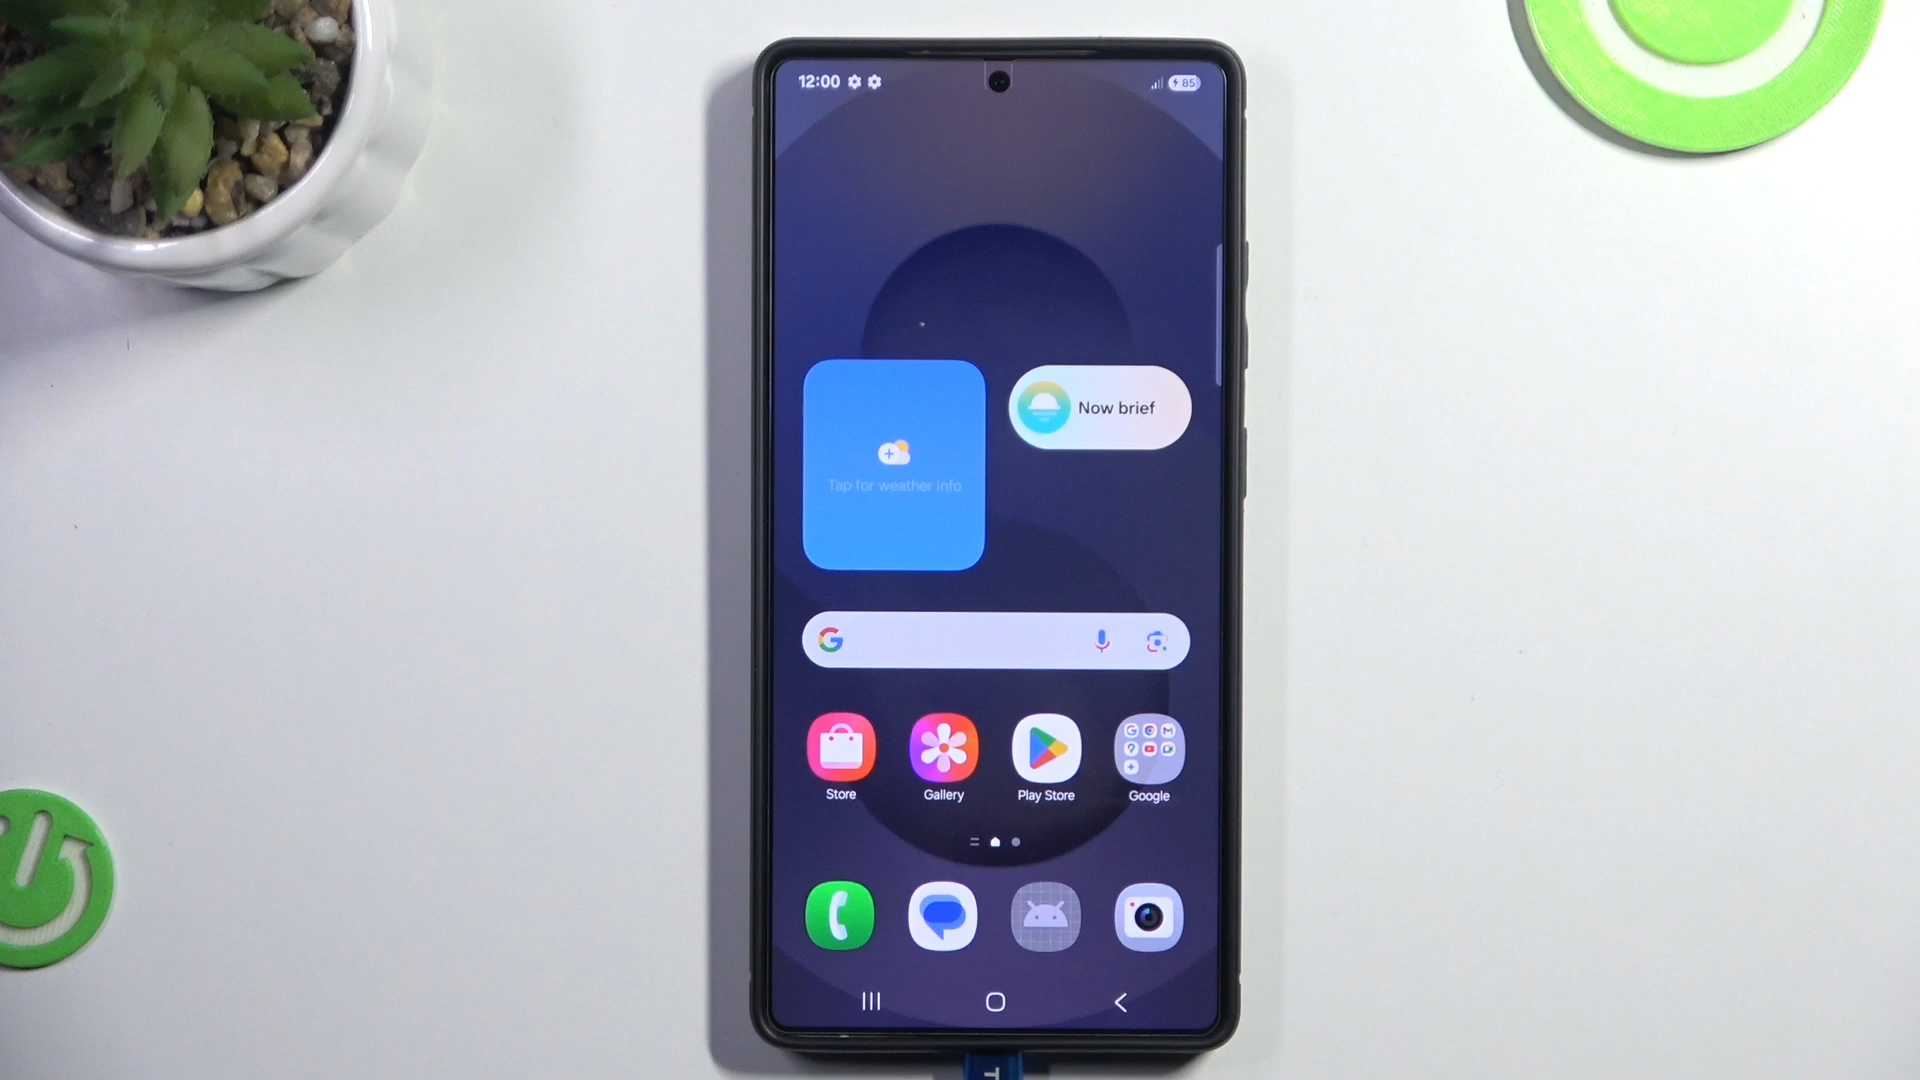 12:00
85
Now brief
Tap for weather info
Store
Gallery
Play Store
Google
T